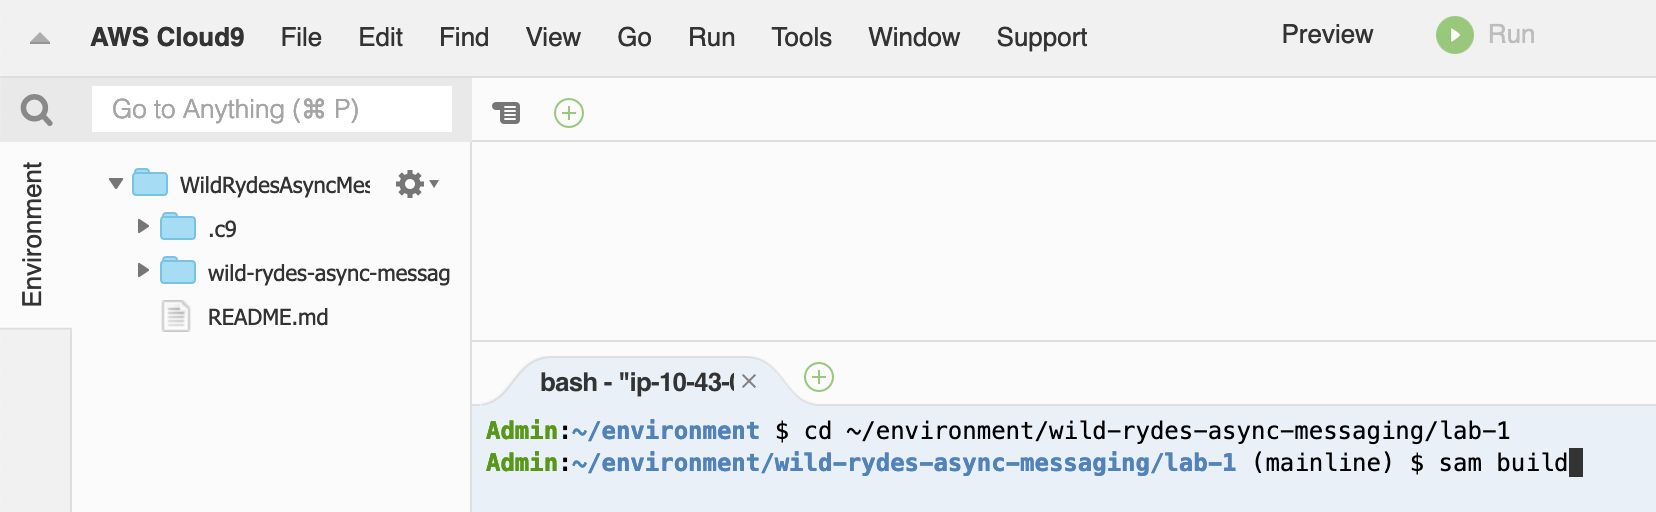 AWS Cloud9 File Edit Find View Go Run Tools Window Support Preview Run
Go to Anything (⌘ P)
Environment
WildRydesAsyncMes
.c9
wild-rydes-async-messag
README.md
bash - "ip-10-43-
Admin:~/environment $ cd ~/environment/wild-rydes-async-messaging/lab-1
Admin:~/environment/wild-rydes-async-messaging/lab-1 (mainline) $ sam build